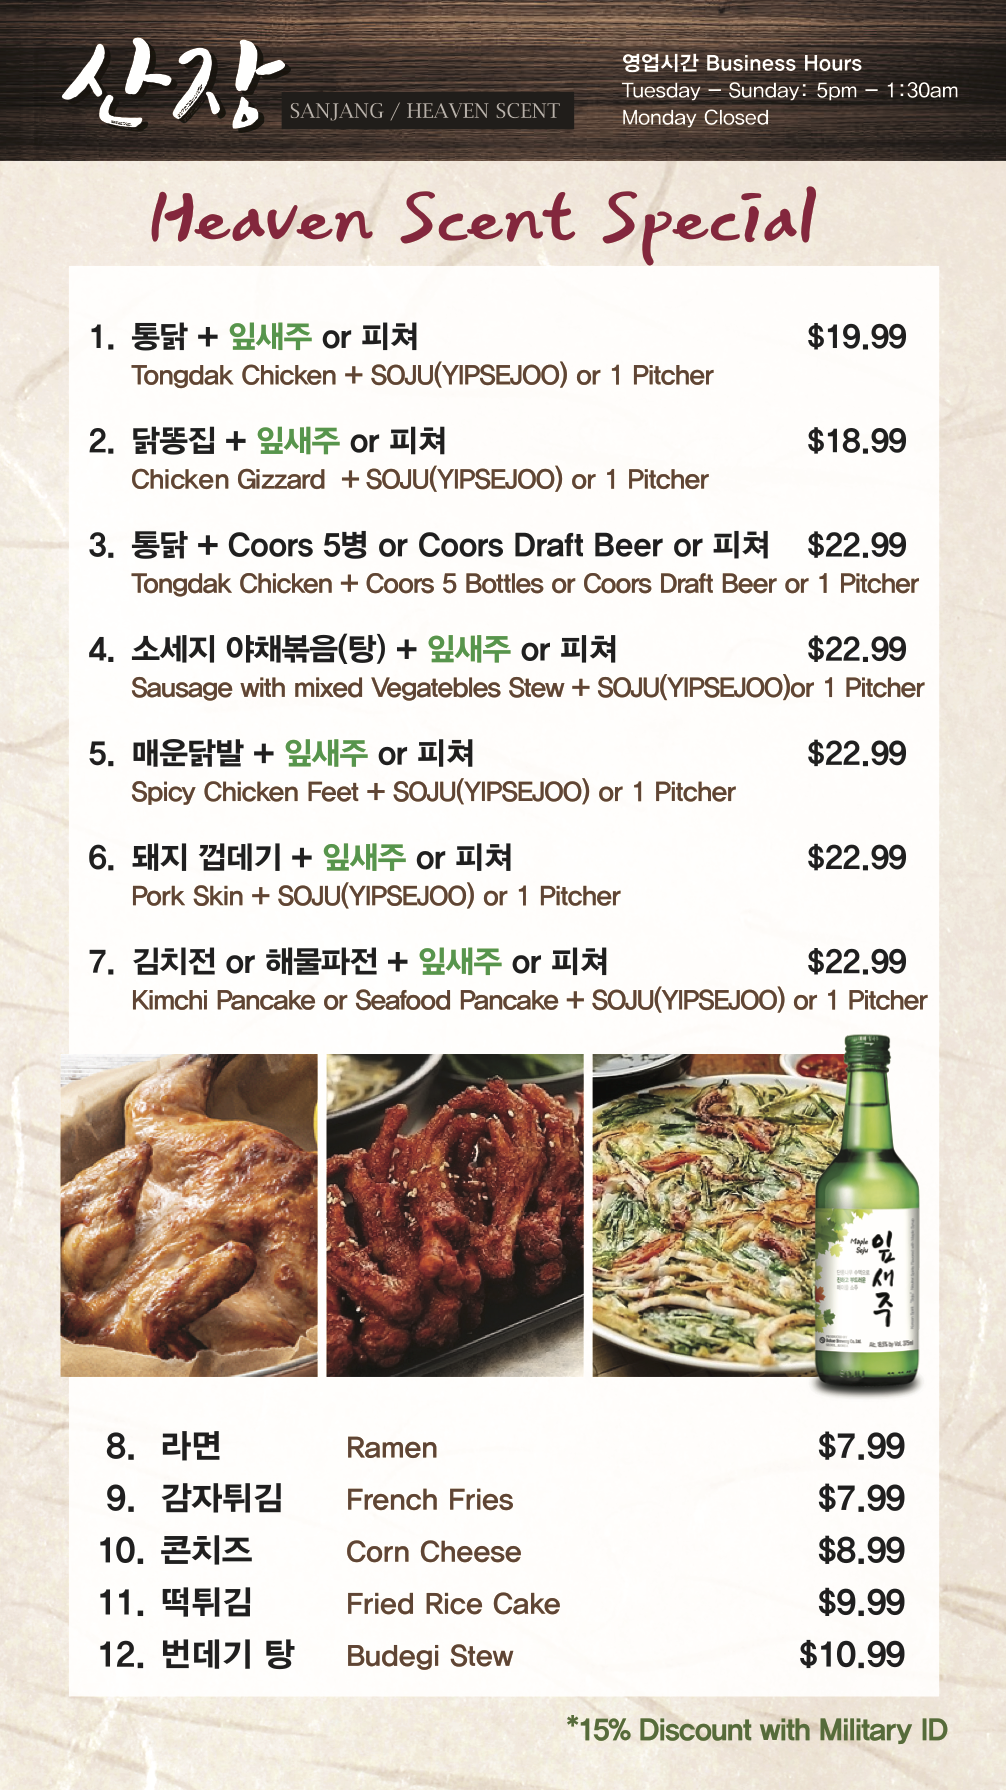 산장
SANJANG / HEAVEN SCENT
영업시간 Business Hours
Tuesday – Sunday: 5pm – 1:30am
Monday Closed
Heaven Scent Special
1. 통닭 + 잎새주 or 피쳐 $19.99
Tongdak Chicken + SOJU(YIPSEJOO) or 1 Pitcher
2. 닭똥집 + 잎새주 or 피쳐 $18.99
Chicken Gizzard + SOJU(YIPSEJOO) or 1 Pitcher
3. 통닭 + Coors 5병 or Coors Draft Beer or 피쳐 $22.99
Tongdak Chicken + Coors 5 Bottles or Coors Draft Beer or 1 Pitcher
4. 소세지 야채볶음(탕) + 잎새주 or 피쳐 $22.99
Sausage with mixed Vegatebles Stew + SOJU(YIPSEJOO)or 1 Pitcher
5. 매운닭발 + 잎새주 or 피쳐 $22.99
Spicy Chicken Feet + SOJU(YIPSEJOO) or 1 Pitcher
6. 돼지 껍데기 + 잎새주 or 피쳐 $22.99
Pork Skin + SOJU(YIPSEJOO) or 1 Pitcher
7. 김치전 or 해물파전 + 잎새주 or 피쳐 $22.99
Kimchi Pancake or Seafood Pancake + SOJU(YIPSEJOO) or 1 Pitcher
Maple
Soju
잎새주
8. 라면 Ramen $7.99
9. 감자튀김 French Fries $7.99
10. 콘치즈 Corn Cheese $8.99
11. 떡튀김 Fried Rice Cake $9.99
12. 번데기 탕 Budegi Stew $10.99
*15% Discount with Military ID